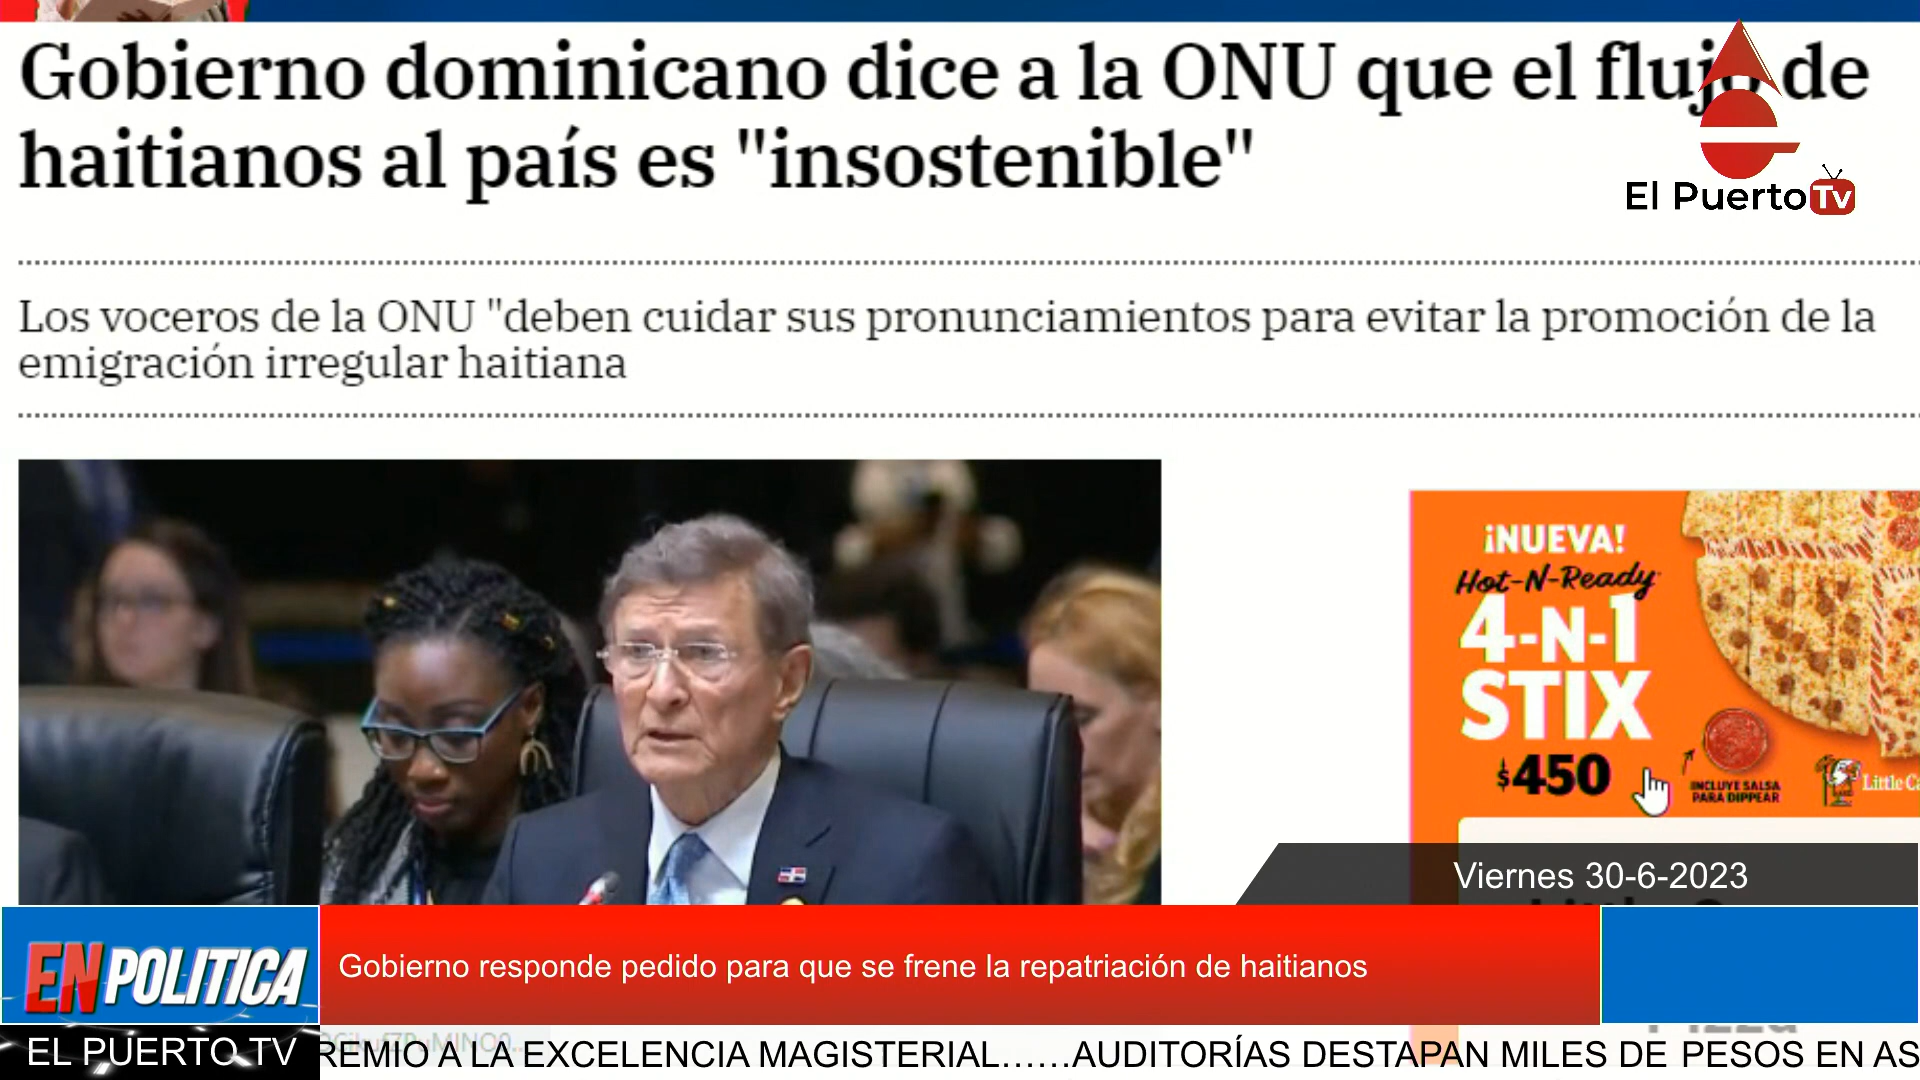 Gobierno dominicano dice a la ONU que el flujo de
haitianos al país es "insostenible"
El Puerto Tv
Los voceros de la ONU "deben cuidar sus pronunciamientos para evitar la promoción de la
emigración irregular haitiana
¡NUEVA!
Hot-N-Ready
4-N-1
STIX
$450
INCLUYE SALSA
PARA DIPPEAR
Little
Viernes 30-6-2023
EN POLITICA
Gobierno responde pedido para que se frene la repatriación de haitianos
EL PUERTO TV
REMIO A LA EXCELENCIA MAGISTERIAL......AUDITORÍAS DESTAPAN MILES DE PESOS EN AS